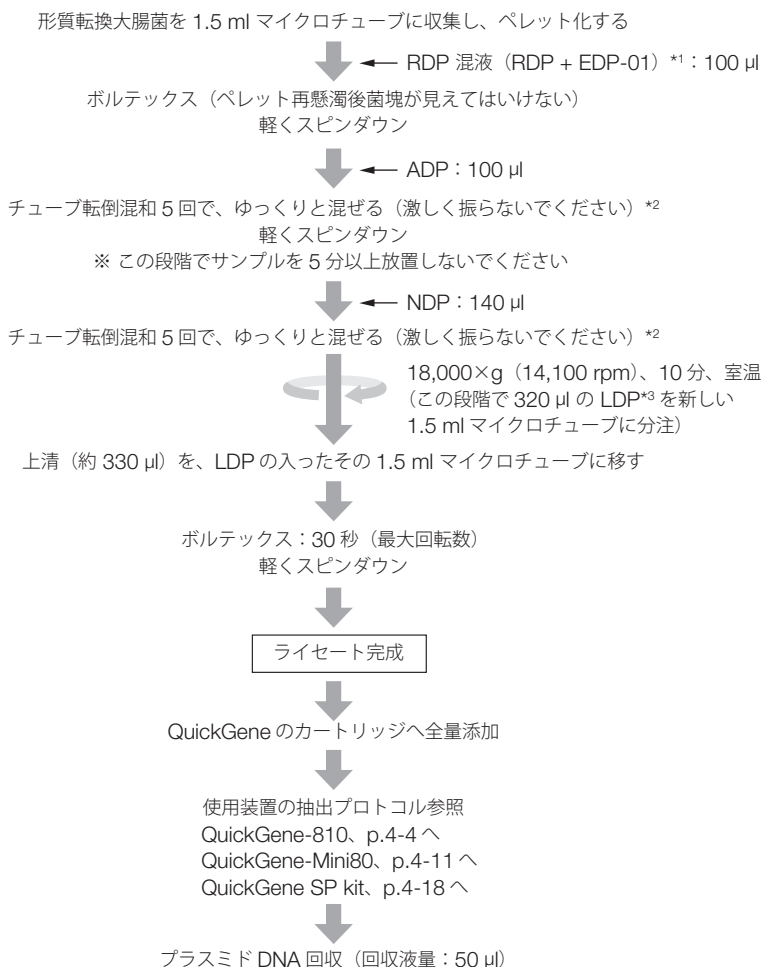 形質転換大腸菌を 1.5 ml マイクロチューブに収集し、ペレット化する
RDP 混液（RDP + EDP-01）*1：100 μl
ボルテックス（ペレット再懸濁後菌塊が見えてはいけない）
軽くスピンダウン
ADP：100 μl
チューブ転倒混和 5 回で、ゆっくりと混ぜる（激しく振らないでください）*2
軽くスピンダウン
※ この段階でサンプルを 5 分以上放置しないでください
NDP：140 μl
チューブ転倒混和 5 回で、ゆっくりと混ぜる（激しく振らないでください）*2
18,000×g（14,100 rpm）、10 分、室温
（この段階で 320 μl の LDP*3 を新しい
1.5 ml マイクロチューブに分注）
上清（約 330 μl）を、LDP の入ったその 1.5 ml マイクロチューブに移す
ボルテックス：30 秒（最大回転数）
軽くスピンダウン
ライセート完成
QuickGene のカートリッジへ全量添加
使用装置の抽出プロトコル参照
QuickGene-810、p.4-4 へ
QuickGene-Mini80、p.4-11 へ
QuickGene SP kit、p.4-18 へ
プラスミド DNA 回収（回収液量：50 μl）